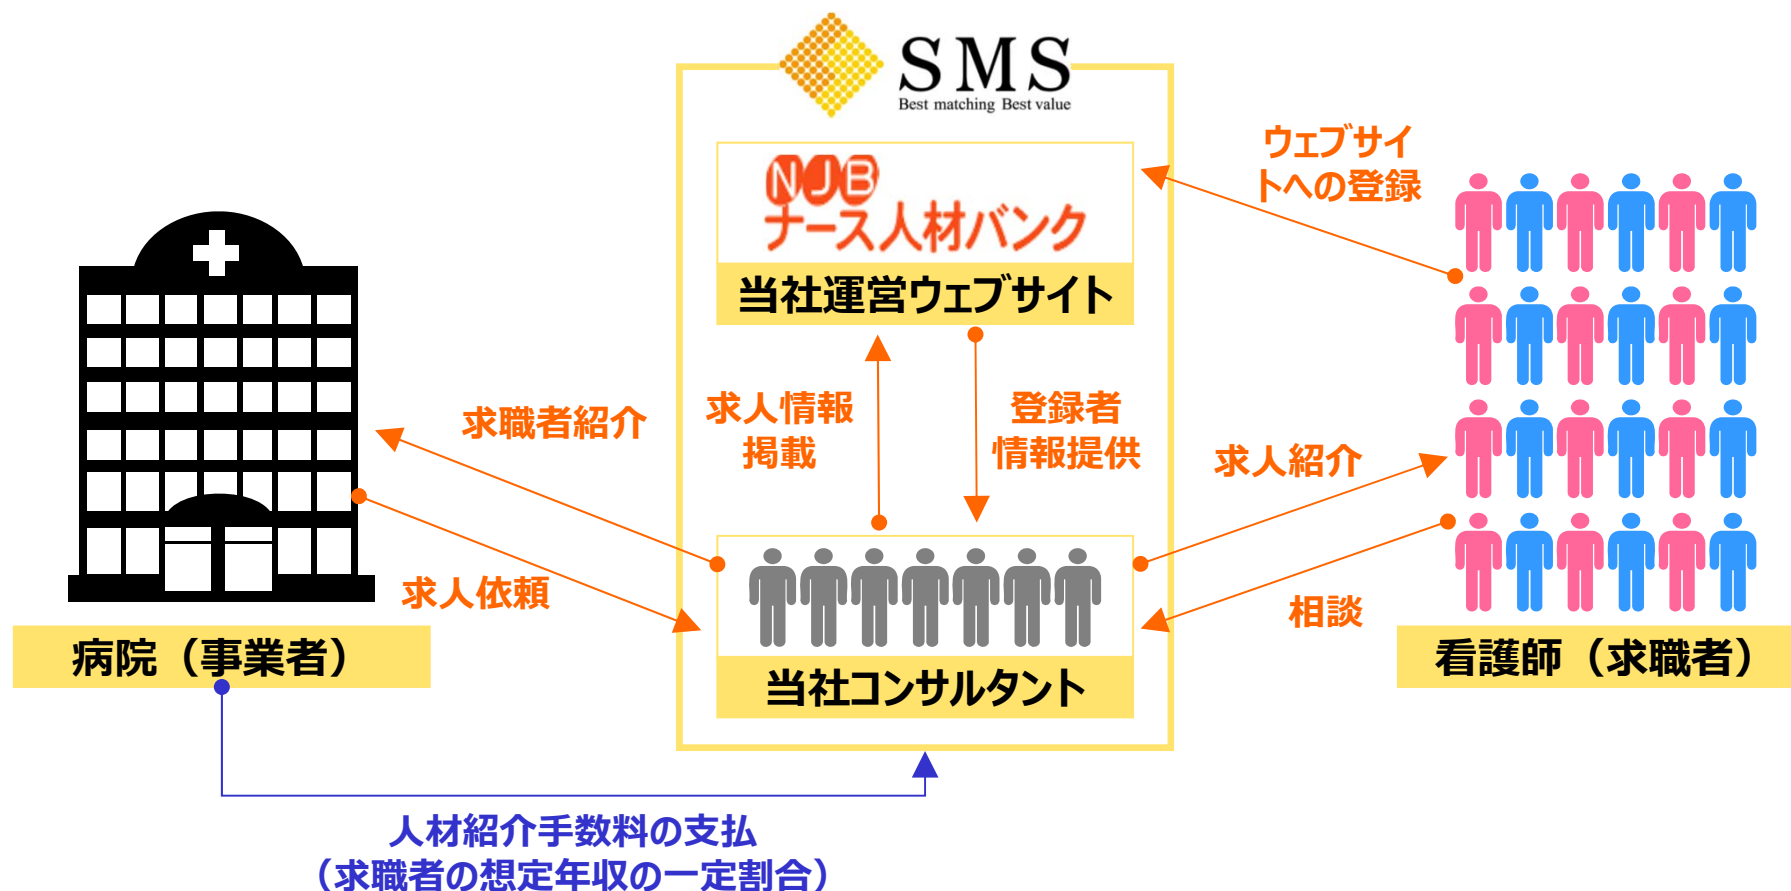 SMS
Best matching Best value
NJB
ナース人材バンク
当社運営ウェブサイト
ウェブサイ
トへの登録
求人情報
掲載
登録者
情報提供
求職者紹介
求人依頼
求人紹介
相談
当社コンサルタント
病院（事業者）
看護師（求職者）
人材紹介手数料の支払
（求職者の想定年収の一定割合）